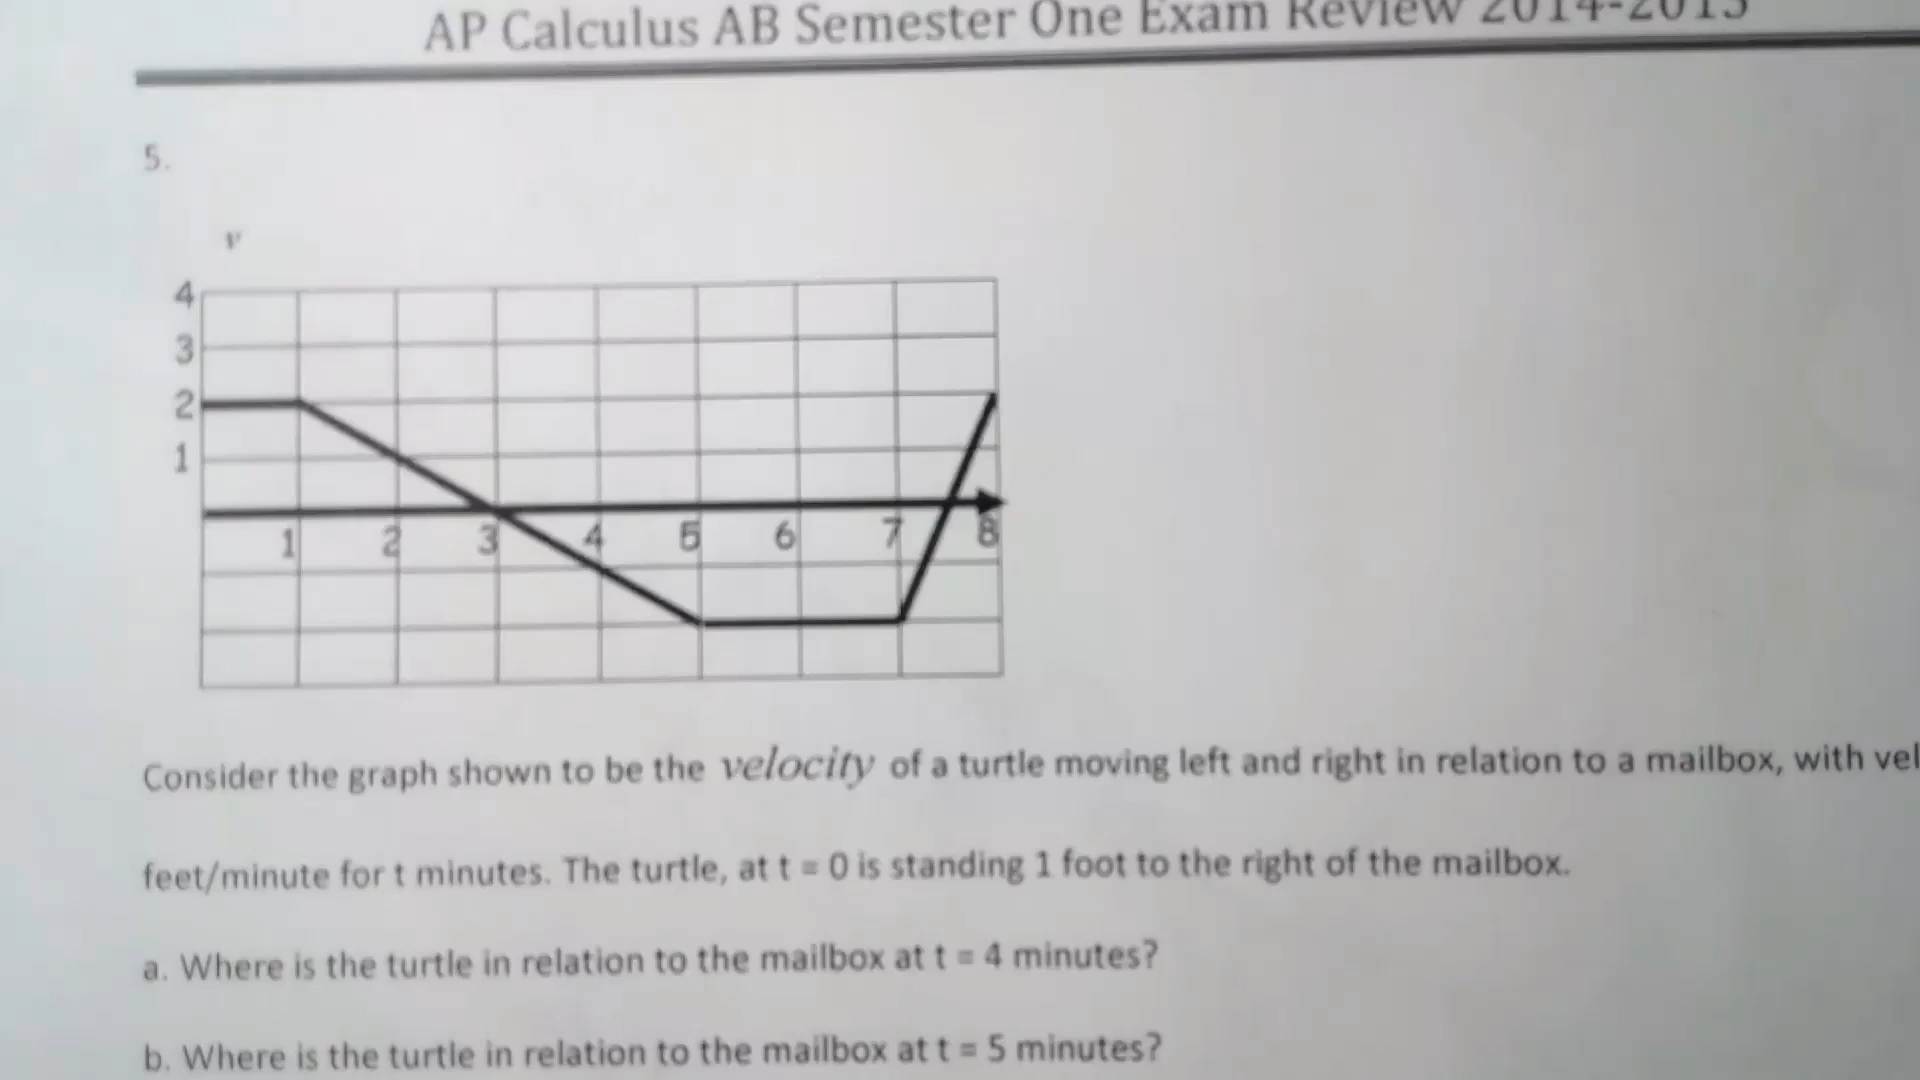 AP Calculus AB Semester One Exam Review 2014-2015
5.
v
4
3
2
1
1 2 3 4 5 6 7 8
Consider the graph shown to be the velocity of a turtle moving left and right in relation to a mailbox, with vel
feet/minute for t minutes. The turtle, at t = 0 is standing 1 foot to the right of the mailbox.
a. Where is the turtle in relation to the mailbox at t = 4 minutes?
b. Where is the turtle in relation to the mailbox at t = 5 minutes?